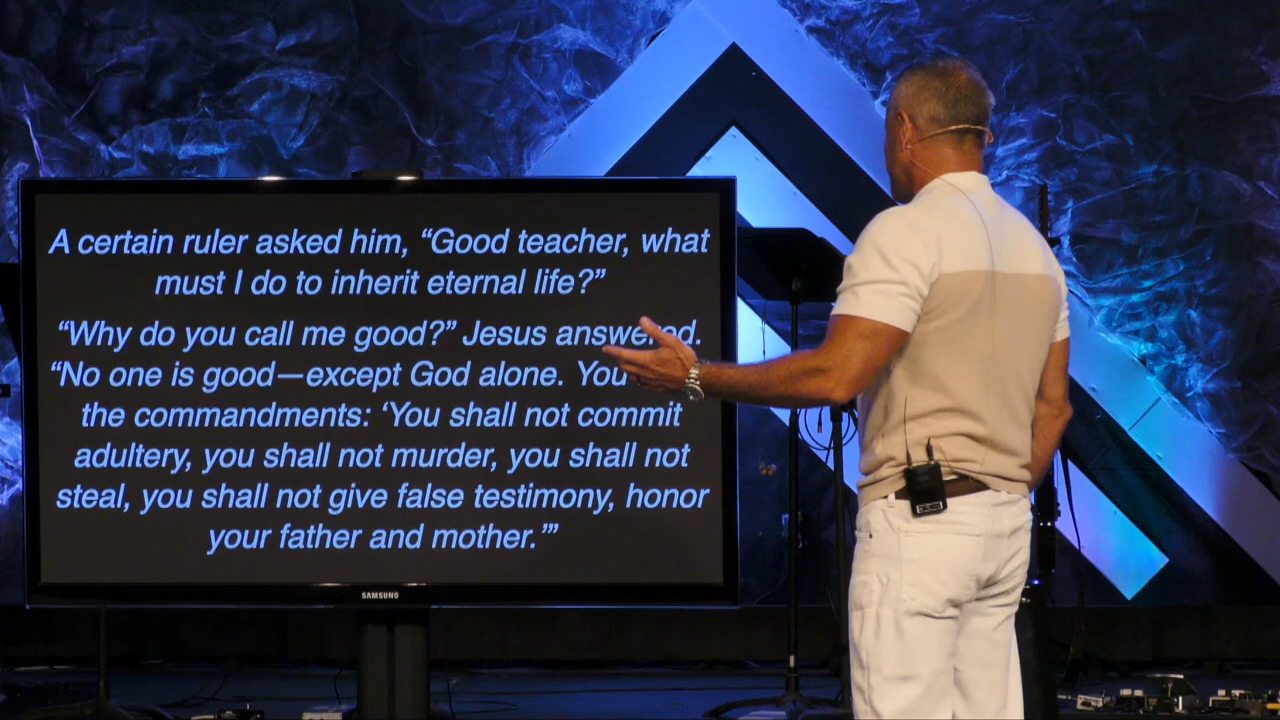 A certain ruler asked him, “Good teacher, what
must I do to inherit eternal life?”
“Why do you call me good?” Jesus answered.
“No one is good—except God alone. You
the commandments: ‘You shall not commit
adultery, you shall not murder, you shall not
steal, you shall not give false testimony, honor
your father and mother.’”
SAMSUNG